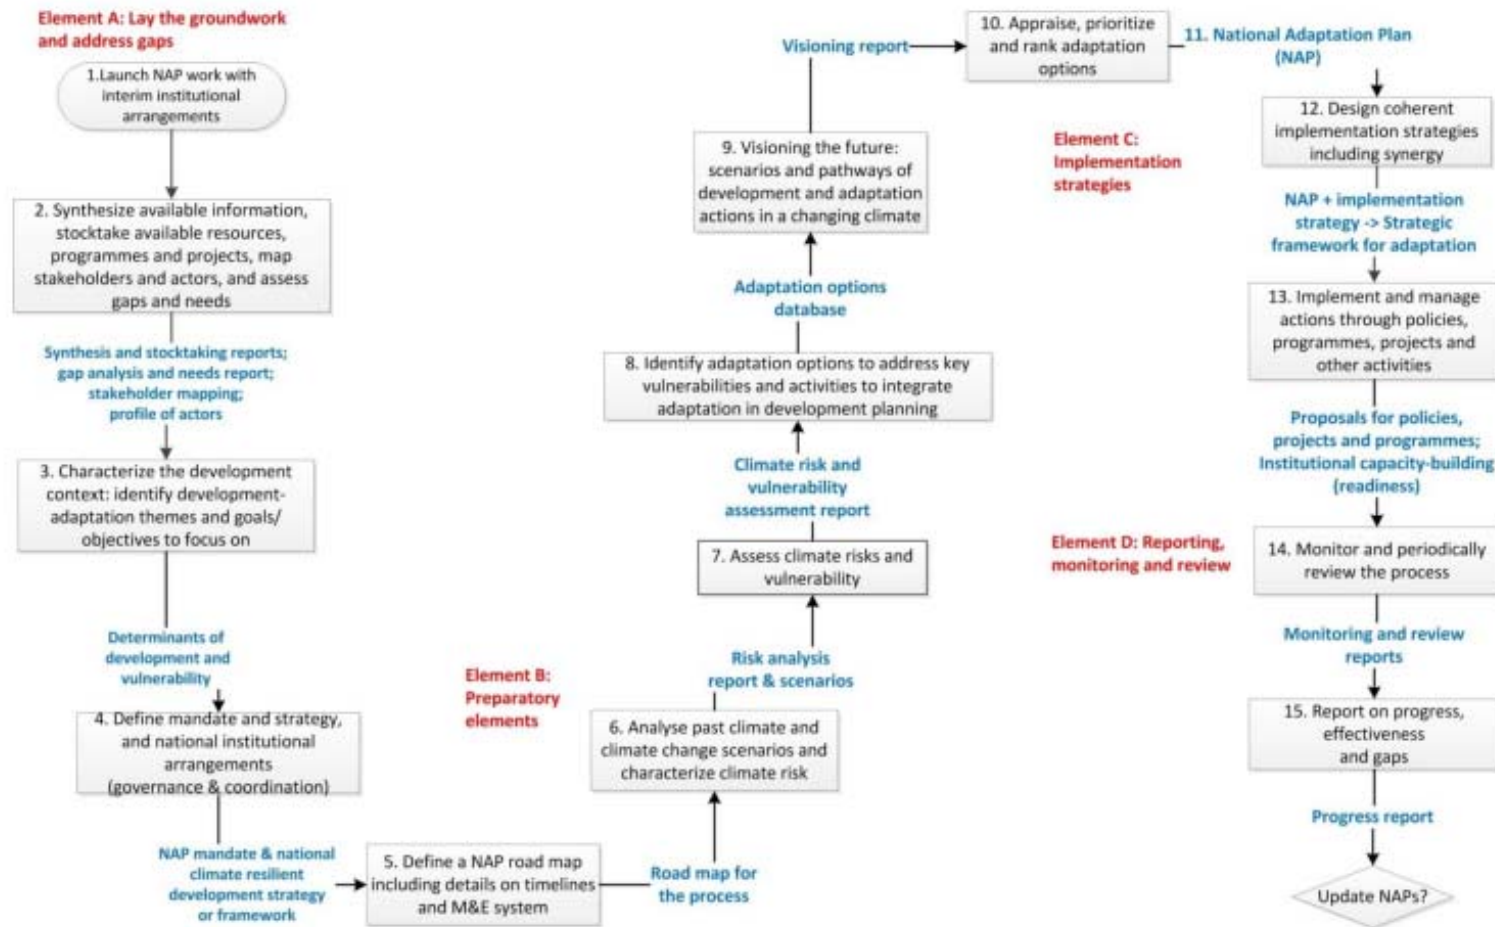 Element A: Lay the groundwork
and address gaps
1.Launch NAP work with
interim institutional
arrangements
2. Synthesize available information,
stocktake available resources,
programmes and projects, map
stakeholders and actors, and assess
gaps and needs
Synthesis and stocktaking reports;
gap analysis and needs report;
stakeholder mapping;
profile of actors
3. Characterize the development
context: identify development-
adaptation themes and goals/
objectives to focus on
Determinants of
development and
vulnerability
4. Define mandate and strategy,
and national institutional
arrangements
(governance & coordination)
NAP mandate & national
climate resilient
development strategy
or framework
5. Define a NAP road map
including details on timelines
and M&E system
Road map for
the process
Element B:
Preparatory
elements
6. Analyse past climate and
climate change scenarios and
characterize climate risk
Risk analysis
report & scenarios
7. Assess climate risks and
vulnerability
Climate risk and
vulnerability
assessment report
8. Identify adaptation options to address key
vulnerabilities and activities to integrate
adaptation in development planning
Adaptation options
database
9. Visioning the future:
scenarios and pathways of
development and adaptation
actions in a changing climate
Visioning report
10. Appraise, prioritize
and rank adaptation
options
11. National Adaptation Plan
(NAP)
Element C:
Implementation
strategies
12. Design coherent
implementation strategies
including synergy
NAP + implementation
strategy -> Strategic
framework for adaptation
13. Implement and manage
actions through policies,
programmes, projects and
other activities
Proposals for policies,
projects and programmes;
Institutional capacity-building
(readiness)
Element D: Reporting,
monitoring and review
14. Monitor and periodically
review the process
Monitoring and review
reports
15. Report on progress,
effectiveness
and gaps
Progress report
Update NAPs?